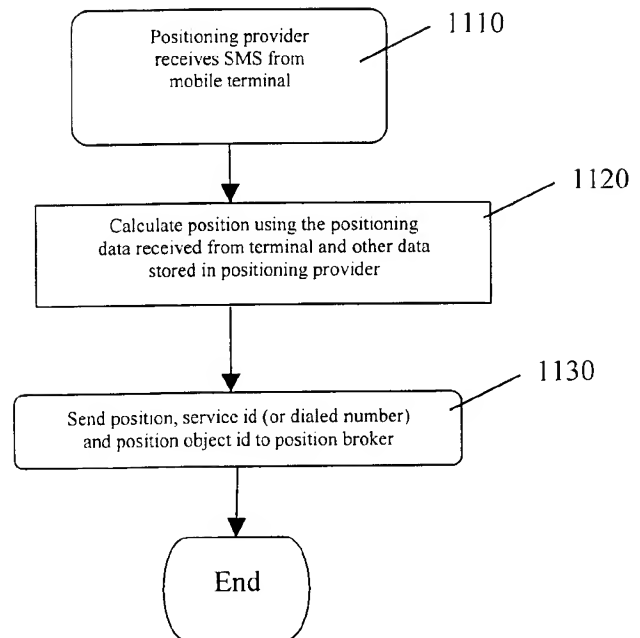 Positioning provider
receives SMS from
mobile terminal
1110
Calculate position using the positioning
data received from terminal and other data
stored in positioning provider
1120
Send position, service id (or dialed number)
and position object id to position broker
1130
End